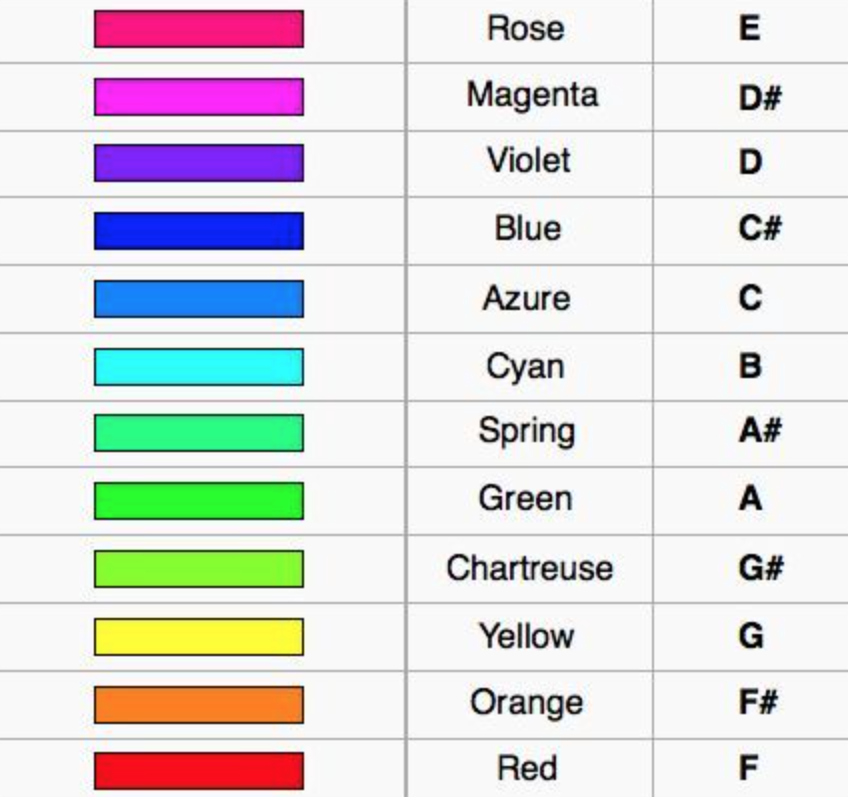 Rose E
Magenta D#
Violet D
Blue C#
Azure C
Cyan B
Spring A#
Green A
Chartreuse G#
Yellow G
Orange F#
Red F